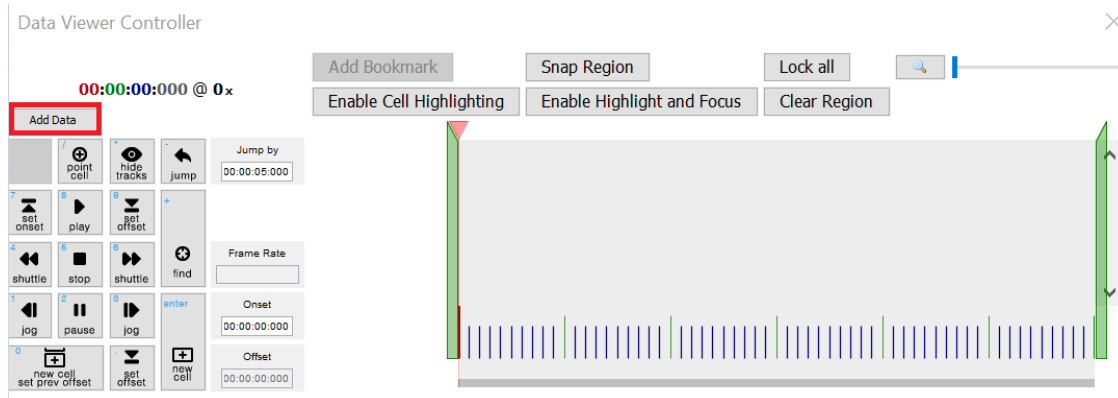 Data Viewer Controller
00:00:00:000 @ 0x
Add Bookmark Snap Region Lock all
Enable Cell Highlighting Enable Highlight and Focus Clear Region
Add Data
/ point cell
* hide tracks
- jump
Jump by
00:00:05:000
7 set onset
8 play
9 set offset
+ find
4 shuttle
5 stop
6 shuttle
Frame Rate
1 jog
2 pause
3 jog
enter new cell
Onset
00:00:00:000
0 new cell set prev offset
. set offset
Offset
00:00:00:000